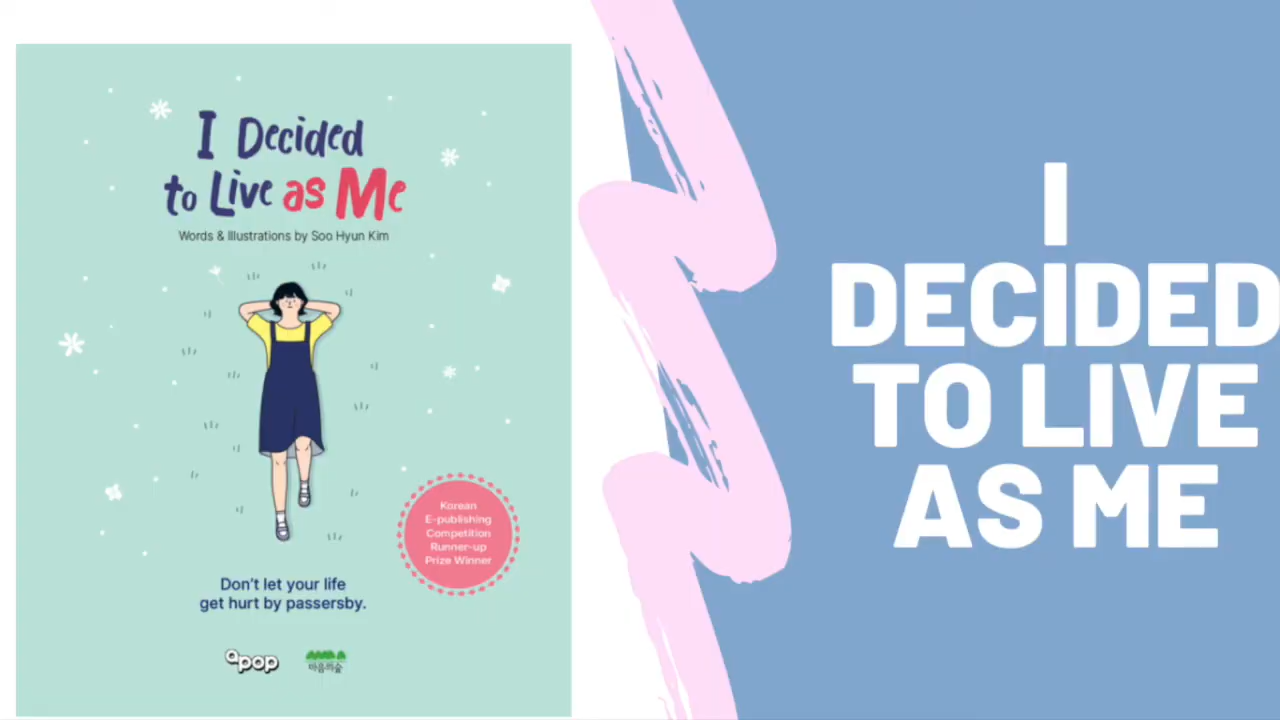 I Decided
to Live as Me
Words & Illustrations by Soo Hyun Kim
Korean
E-publishing
Competition
Runner-up
Prize Winner
Don't let your life
get hurt by passersby.
apop
마음의숲
I
DECIDED
TO LIVE
AS ME